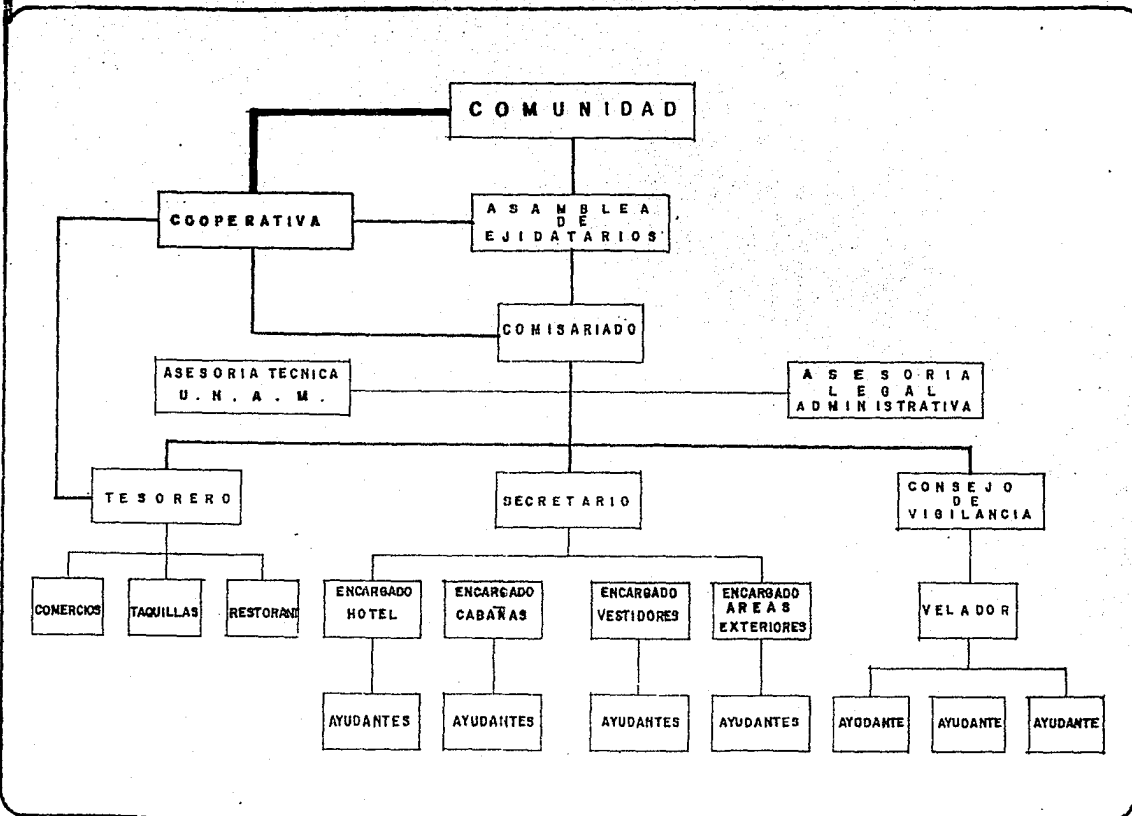 COMUNIDAD
COOPERATIVA
ASAMBLEA
DE
EJIDATARIOS
COMISARIADO
ASESORIA TECNICA
U.N.A.M.
ASESORIA
LEGAL
ADMINISTRATIVA
TESORERO
SECRETARIO
CONSEJO
DE
VIGILANCIA
COMERCIOS
TAQUILLAS
RESTORANT
ENCARGADO
HOTEL
ENCARGADO
CABAÑAS
ENCARGADO
VESTIDORES
ENCARGADO
AREAS
EXTERIORES
VELADOR
AYUDANTES
AYUDANTES
AYUDANTES
AYUDANTES
AYUDANTE
AYUDANTE
AYUDANTE